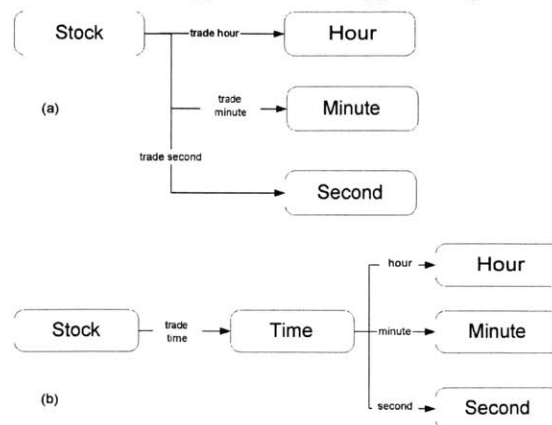 Stock
trade hour
Hour
(a)
trade
minute
Minute
trade second
Second
hour
Hour
Stock
trade
time
Time
minute
Minute
(b)
second
Second